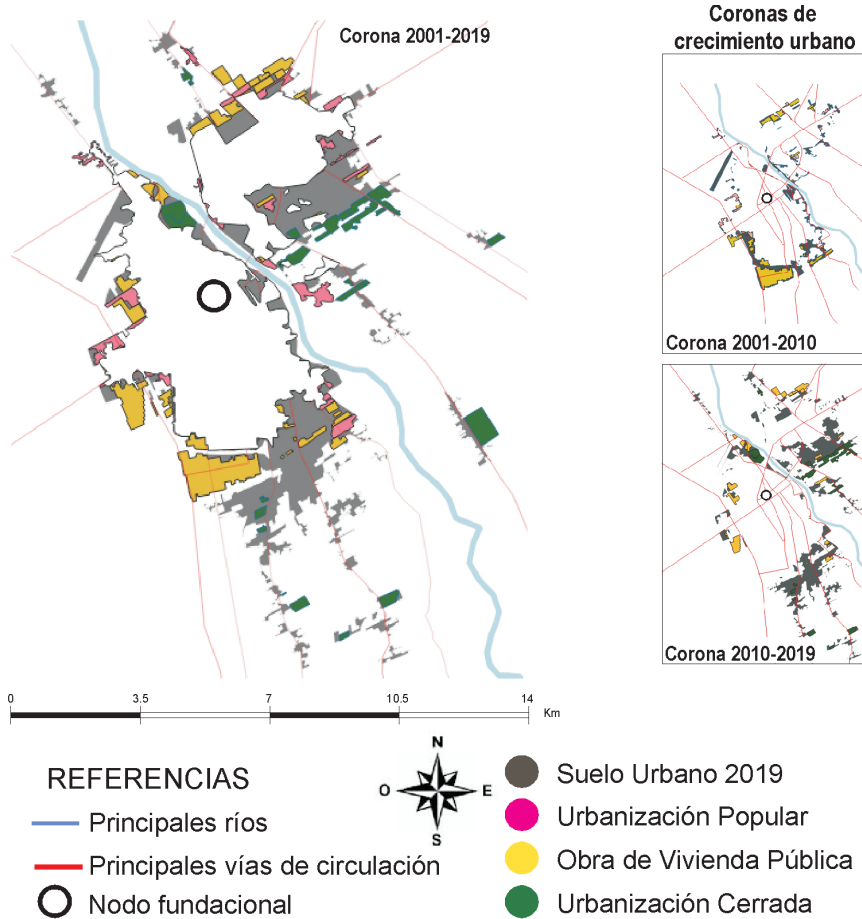 Corona 2001-2019
Coronas de
crecimiento urbano
Corona 2001-2010
Corona 2010-2019
0 3.5 7 10.5 14
Km
REFERENCIAS
Principales ríos
Principales vías de circulación
Nodo fundacional
N
O E
S
Suelo Urbano 2019
Urbanización Popular
Obra de Vivienda Pública
Urbanización Cerrada